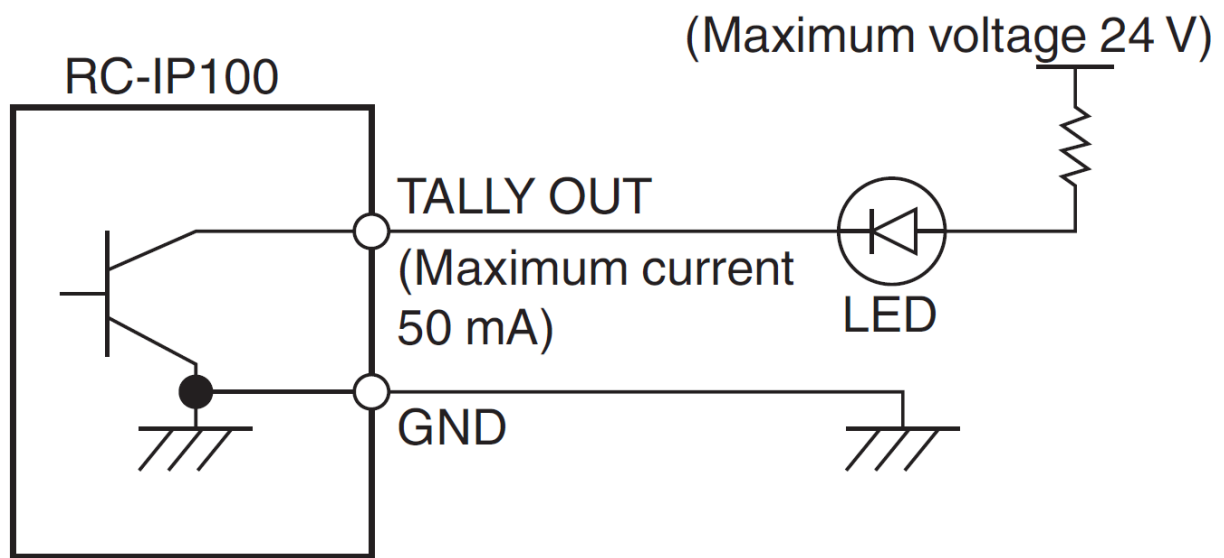 (Maximum voltage 24 V)
RC-IP100
TALLY OUT
(Maximum current
50 mA)
LED
GND